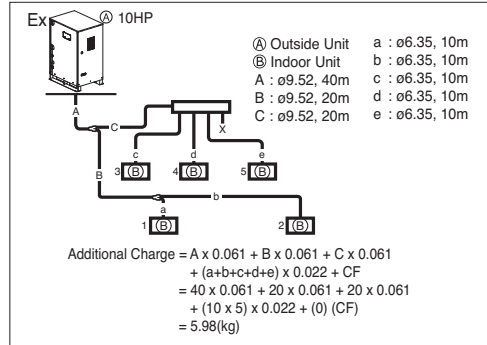 Ex Ⓐ 10HP
Ⓐ Outside Unit
Ⓑ Indoor Unit
A : ø9.52, 40m
B : ø9.52, 20m
C : ø9.52, 20m
a : ø6.35, 10m
b : ø6.35, 10m
c : ø6.35, 10m
d : ø6.35, 10m
e : ø6.35, 10m
A
C
X
c
d
e
3 Ⓑ
4 Ⓑ
5 Ⓑ
B
b
a
1 Ⓑ
2 Ⓑ
Additional Charge = A x 0.061 + B x 0.061 + C x 0.061
+ (a+b+c+d+e) x 0.022 + CF
= 40 x 0.061 + 20 x 0.061 + 20 x 0.061
+ (10 x 5) x 0.022 + (0) (CF)
= 5.98(kg)